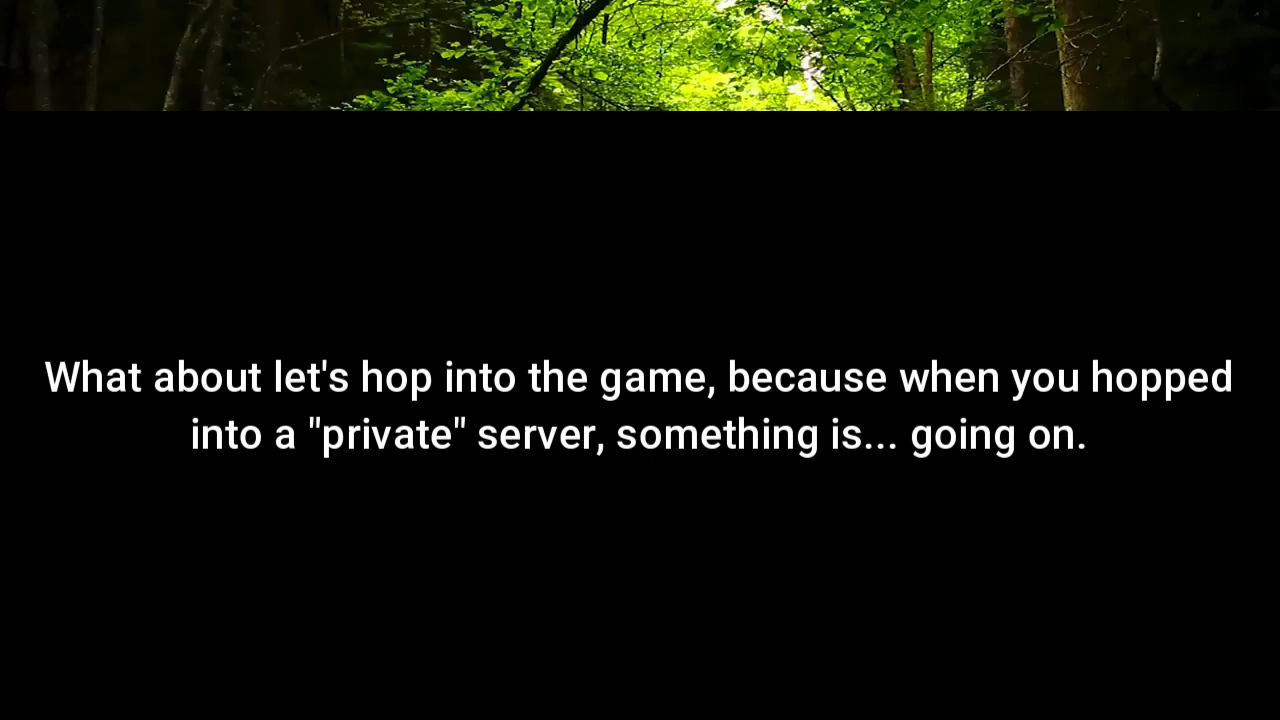 What about let's hop into the game, because when you hopped
into a "private" server, something is... going on.